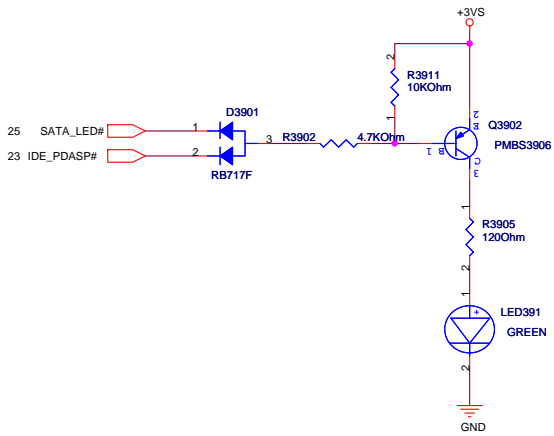 +3VS
2
R3911
10KOhm
1
D3901
25 SATA_LED# 1
3 R3902 4.7KOhm
23 IDE_PDASP# 2
RB717F
2
E
Q3902
PMBS3906
1 B
C
3
1
R3905
120Ohm
2
1
+
LED391
GREEN
2
GND